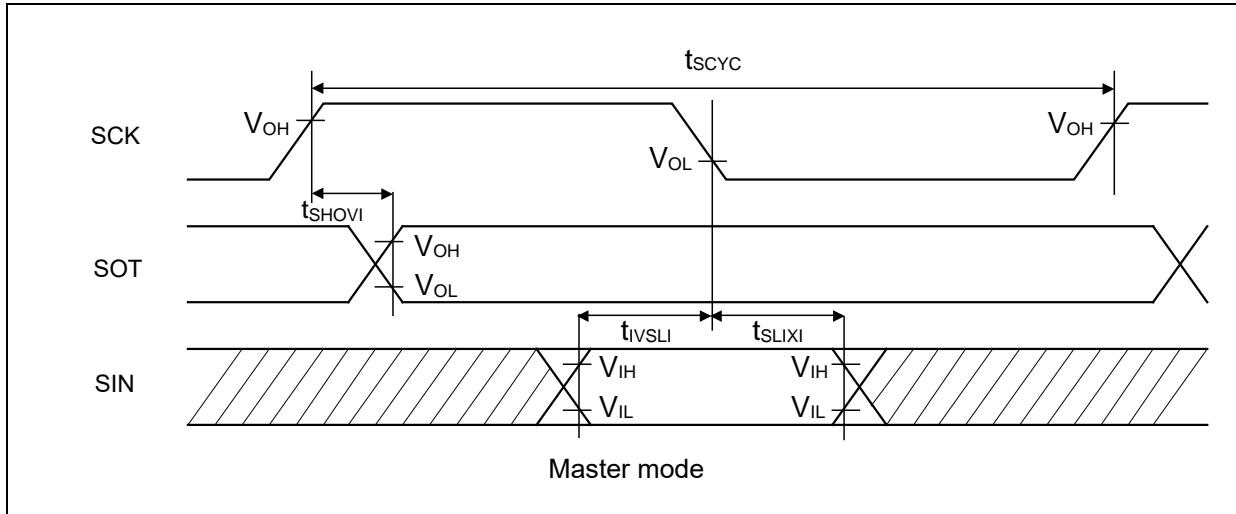 tSCYC
SCK
VOH
VOL
VOH
tSHOVI
SOT
VOH
VOL
tIVSLI
tSLIXI
SIN
VIH
VIH
VIL
VIL
Master mode